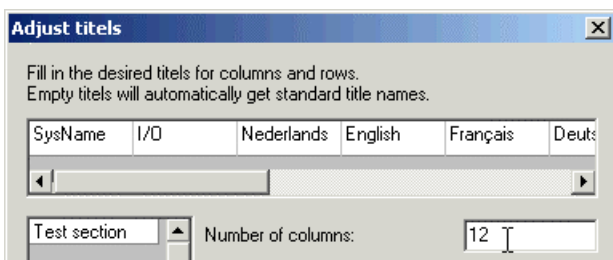 Adjust titels
Fill in the desired titels for columns and rows.
Empty titels will automatically get standard title names.
SysName I/O Nederlands English Français Deuts
Test section Number of columns: 12